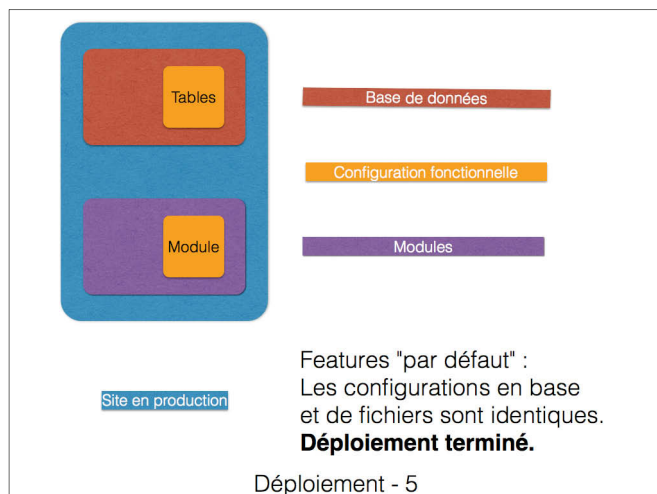 Tables
Base de données
Configuration fonctionnelle
Module
Modules
Site en production
Features "par défaut" :
Les configurations en base
et de fichiers sont identiques.
Déploiement terminé.
Déploiement - 5